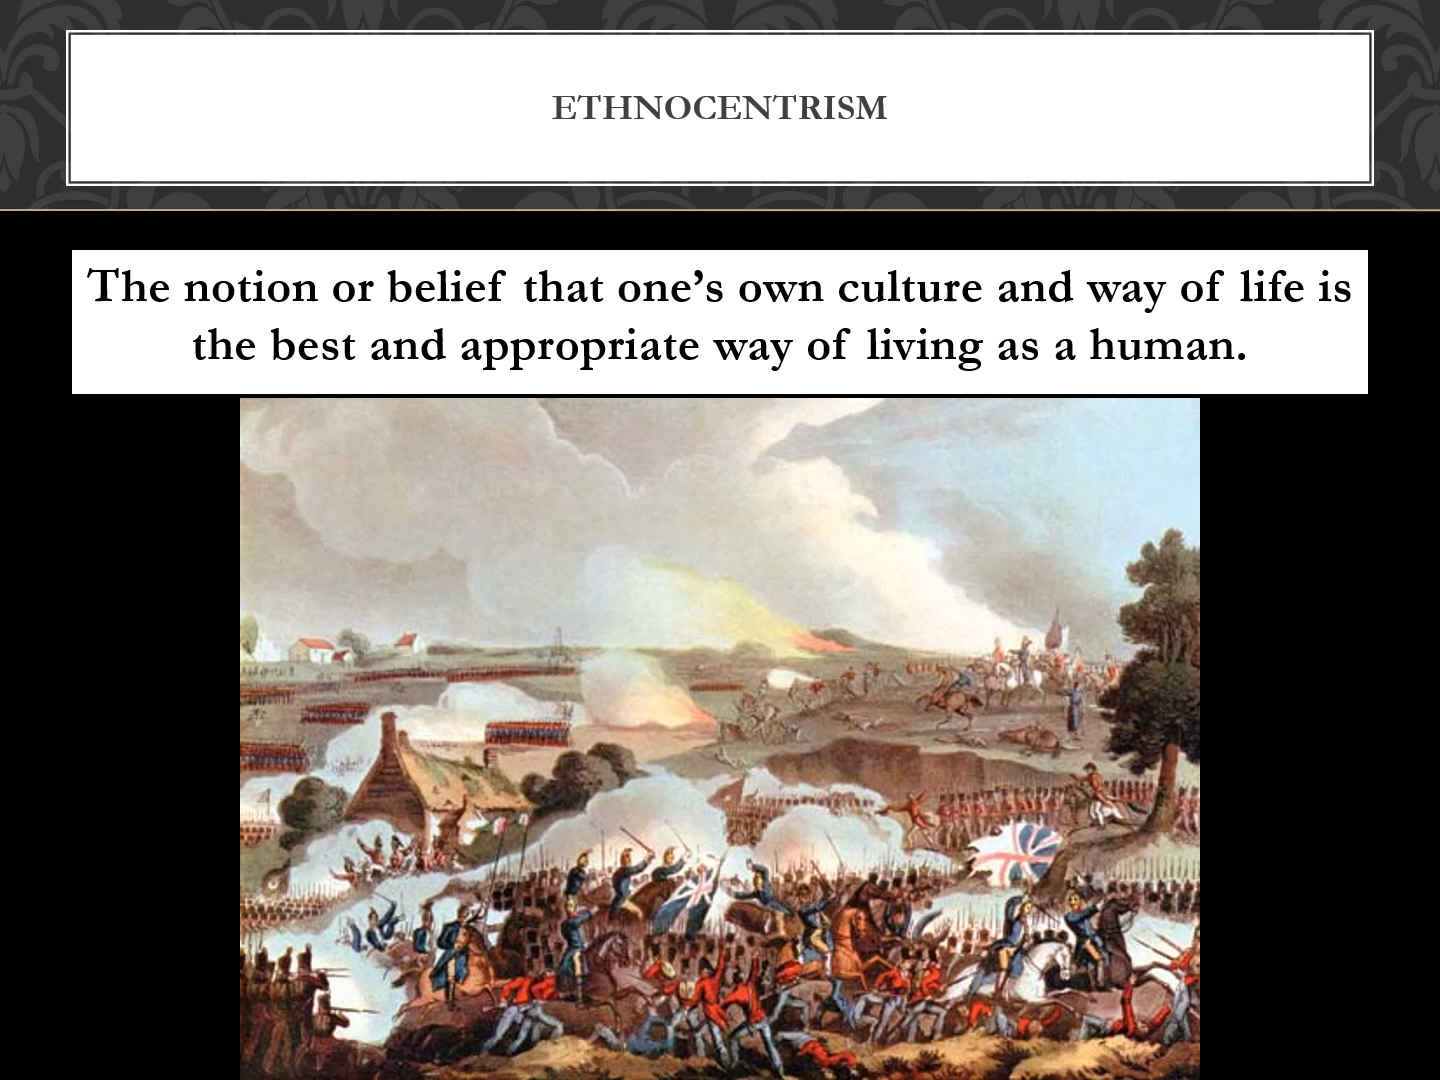 ETHNOCENTRISM
The notion or belief that one’s own culture and way of life is
the best and appropriate way of living as a human.